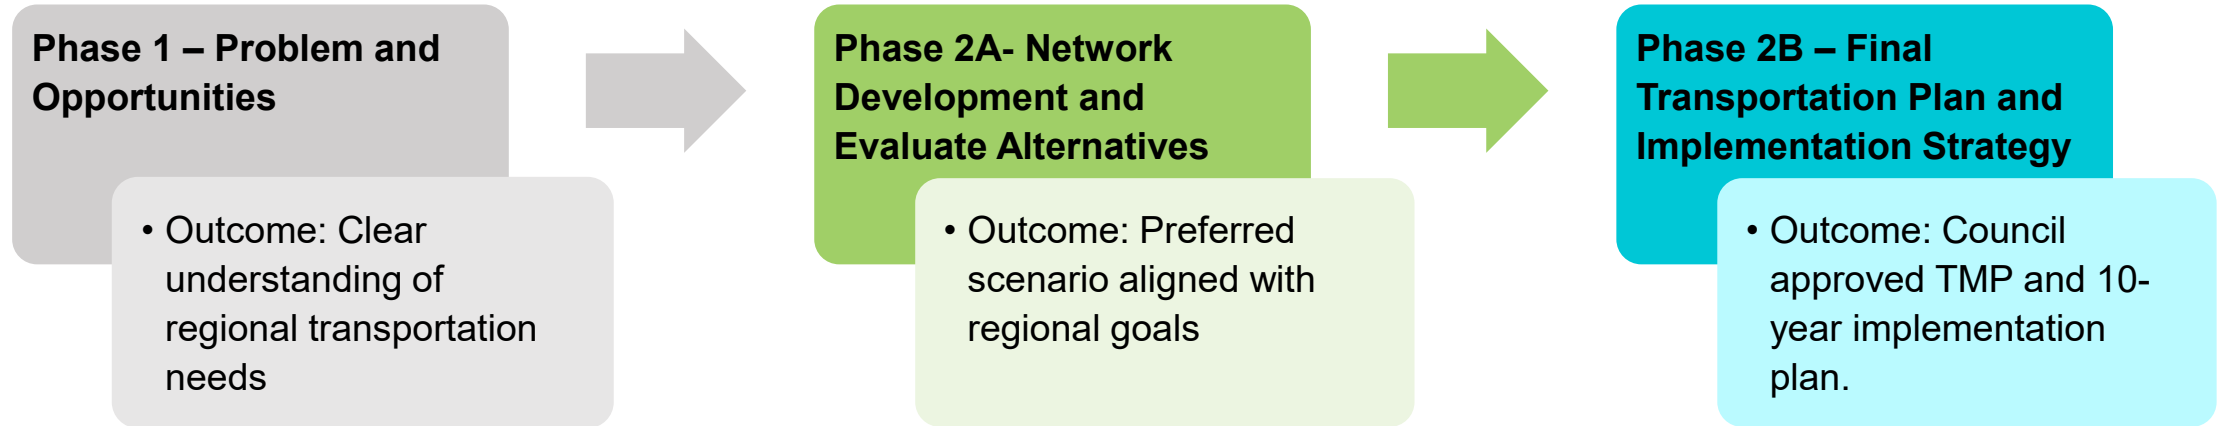 Phase 1 – Problem and
Opportunities
• Outcome: Clear
understanding of
regional transportation
needs
Phase 2A- Network
Development and
Evaluate Alternatives
• Outcome: Preferred
scenario aligned with
regional goals
Phase 2B – Final
Transportation Plan and
Implementation Strategy
• Outcome: Council
approved TMP and 10-
year implementation
plan.